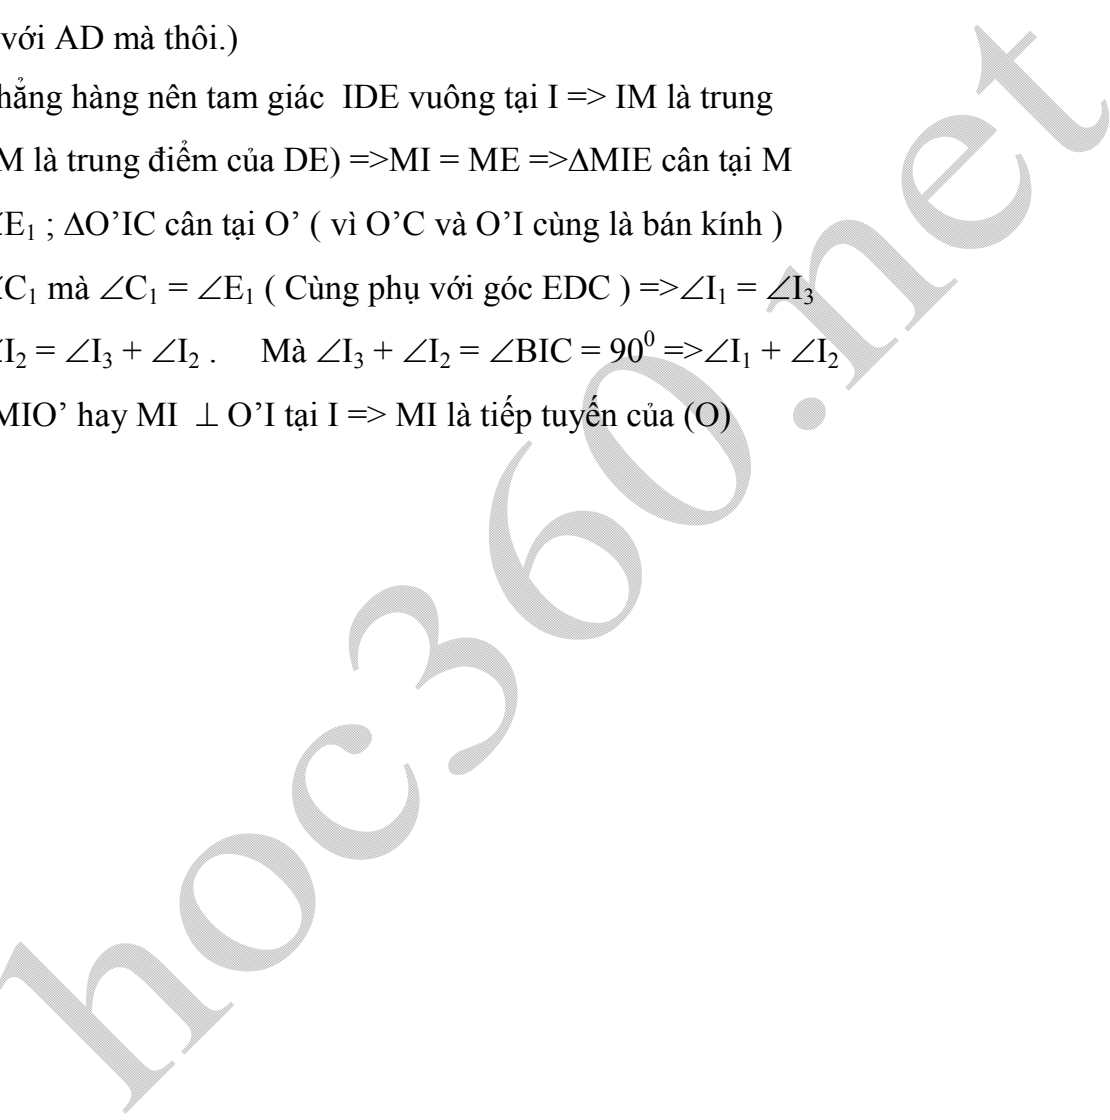 với AD mà thôi.)
hẳng hàng nên tam giác IDE vuông tại I => IM là trung
M là trung điểm của DE) =>MI = ME =>∆MIE cân tại M
∠E₁ ; ∆O’IC cân tại O’ ( vì O’C và O’I cùng là bán kính )
∠C₁ mà ∠C₁ = ∠E₁ ( Cùng phụ với góc EDC ) =>∠I₁ = ∠I₃
∠I₂ = ∠I₃ + ∠I₂ . Mà ∠I₃ + ∠I₂ = ∠BIC = 90⁰ =>∠I₁ + ∠I₂
MIO’ hay MI ⊥ O’I tại I => MI là tiếp tuyến của (O)
hoc360.net